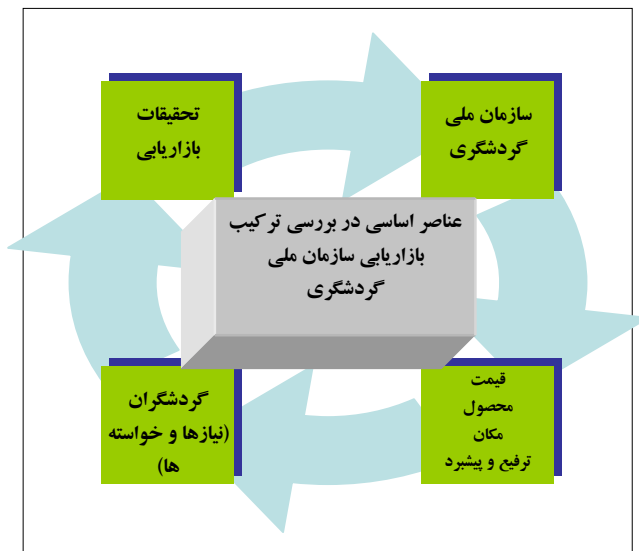 سازمان ملی
گردشگری
تحقیقات
بازاریابی
عناصر اساسی در بررسی ترکیب
بازاریابی سازمان ملی
گردشگری
قیمت
محصول
مکان
ترفیع و پیشبرد
گردشگران
(نیازها و خواسته
ها)